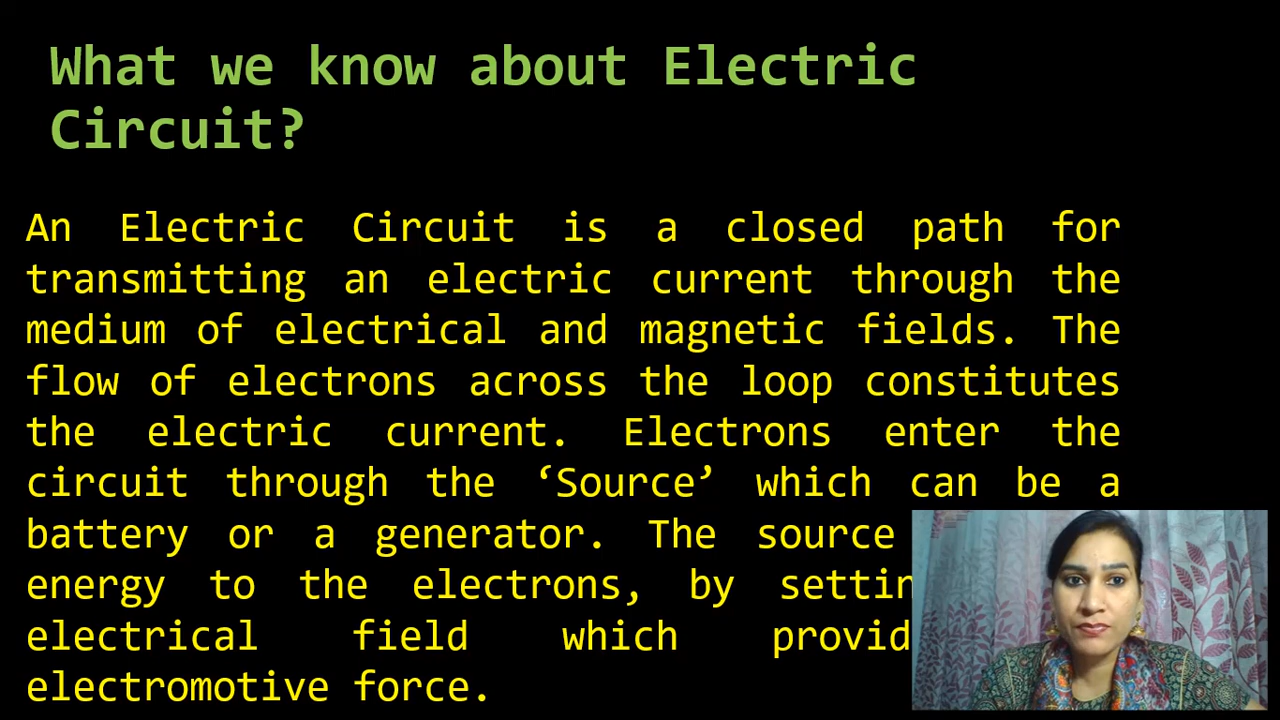 What we know about Electric
Circuit?
An Electric Circuit is a closed path for
transmitting an electric current through the
medium of electrical and magnetic fields. The
flow of electrons across the loop constitutes
the electric current. Electrons enter the
circuit through the ‘Source’ which can be a
battery or a generator. The source
energy to the electrons, by
electrical field which
electromotive force.